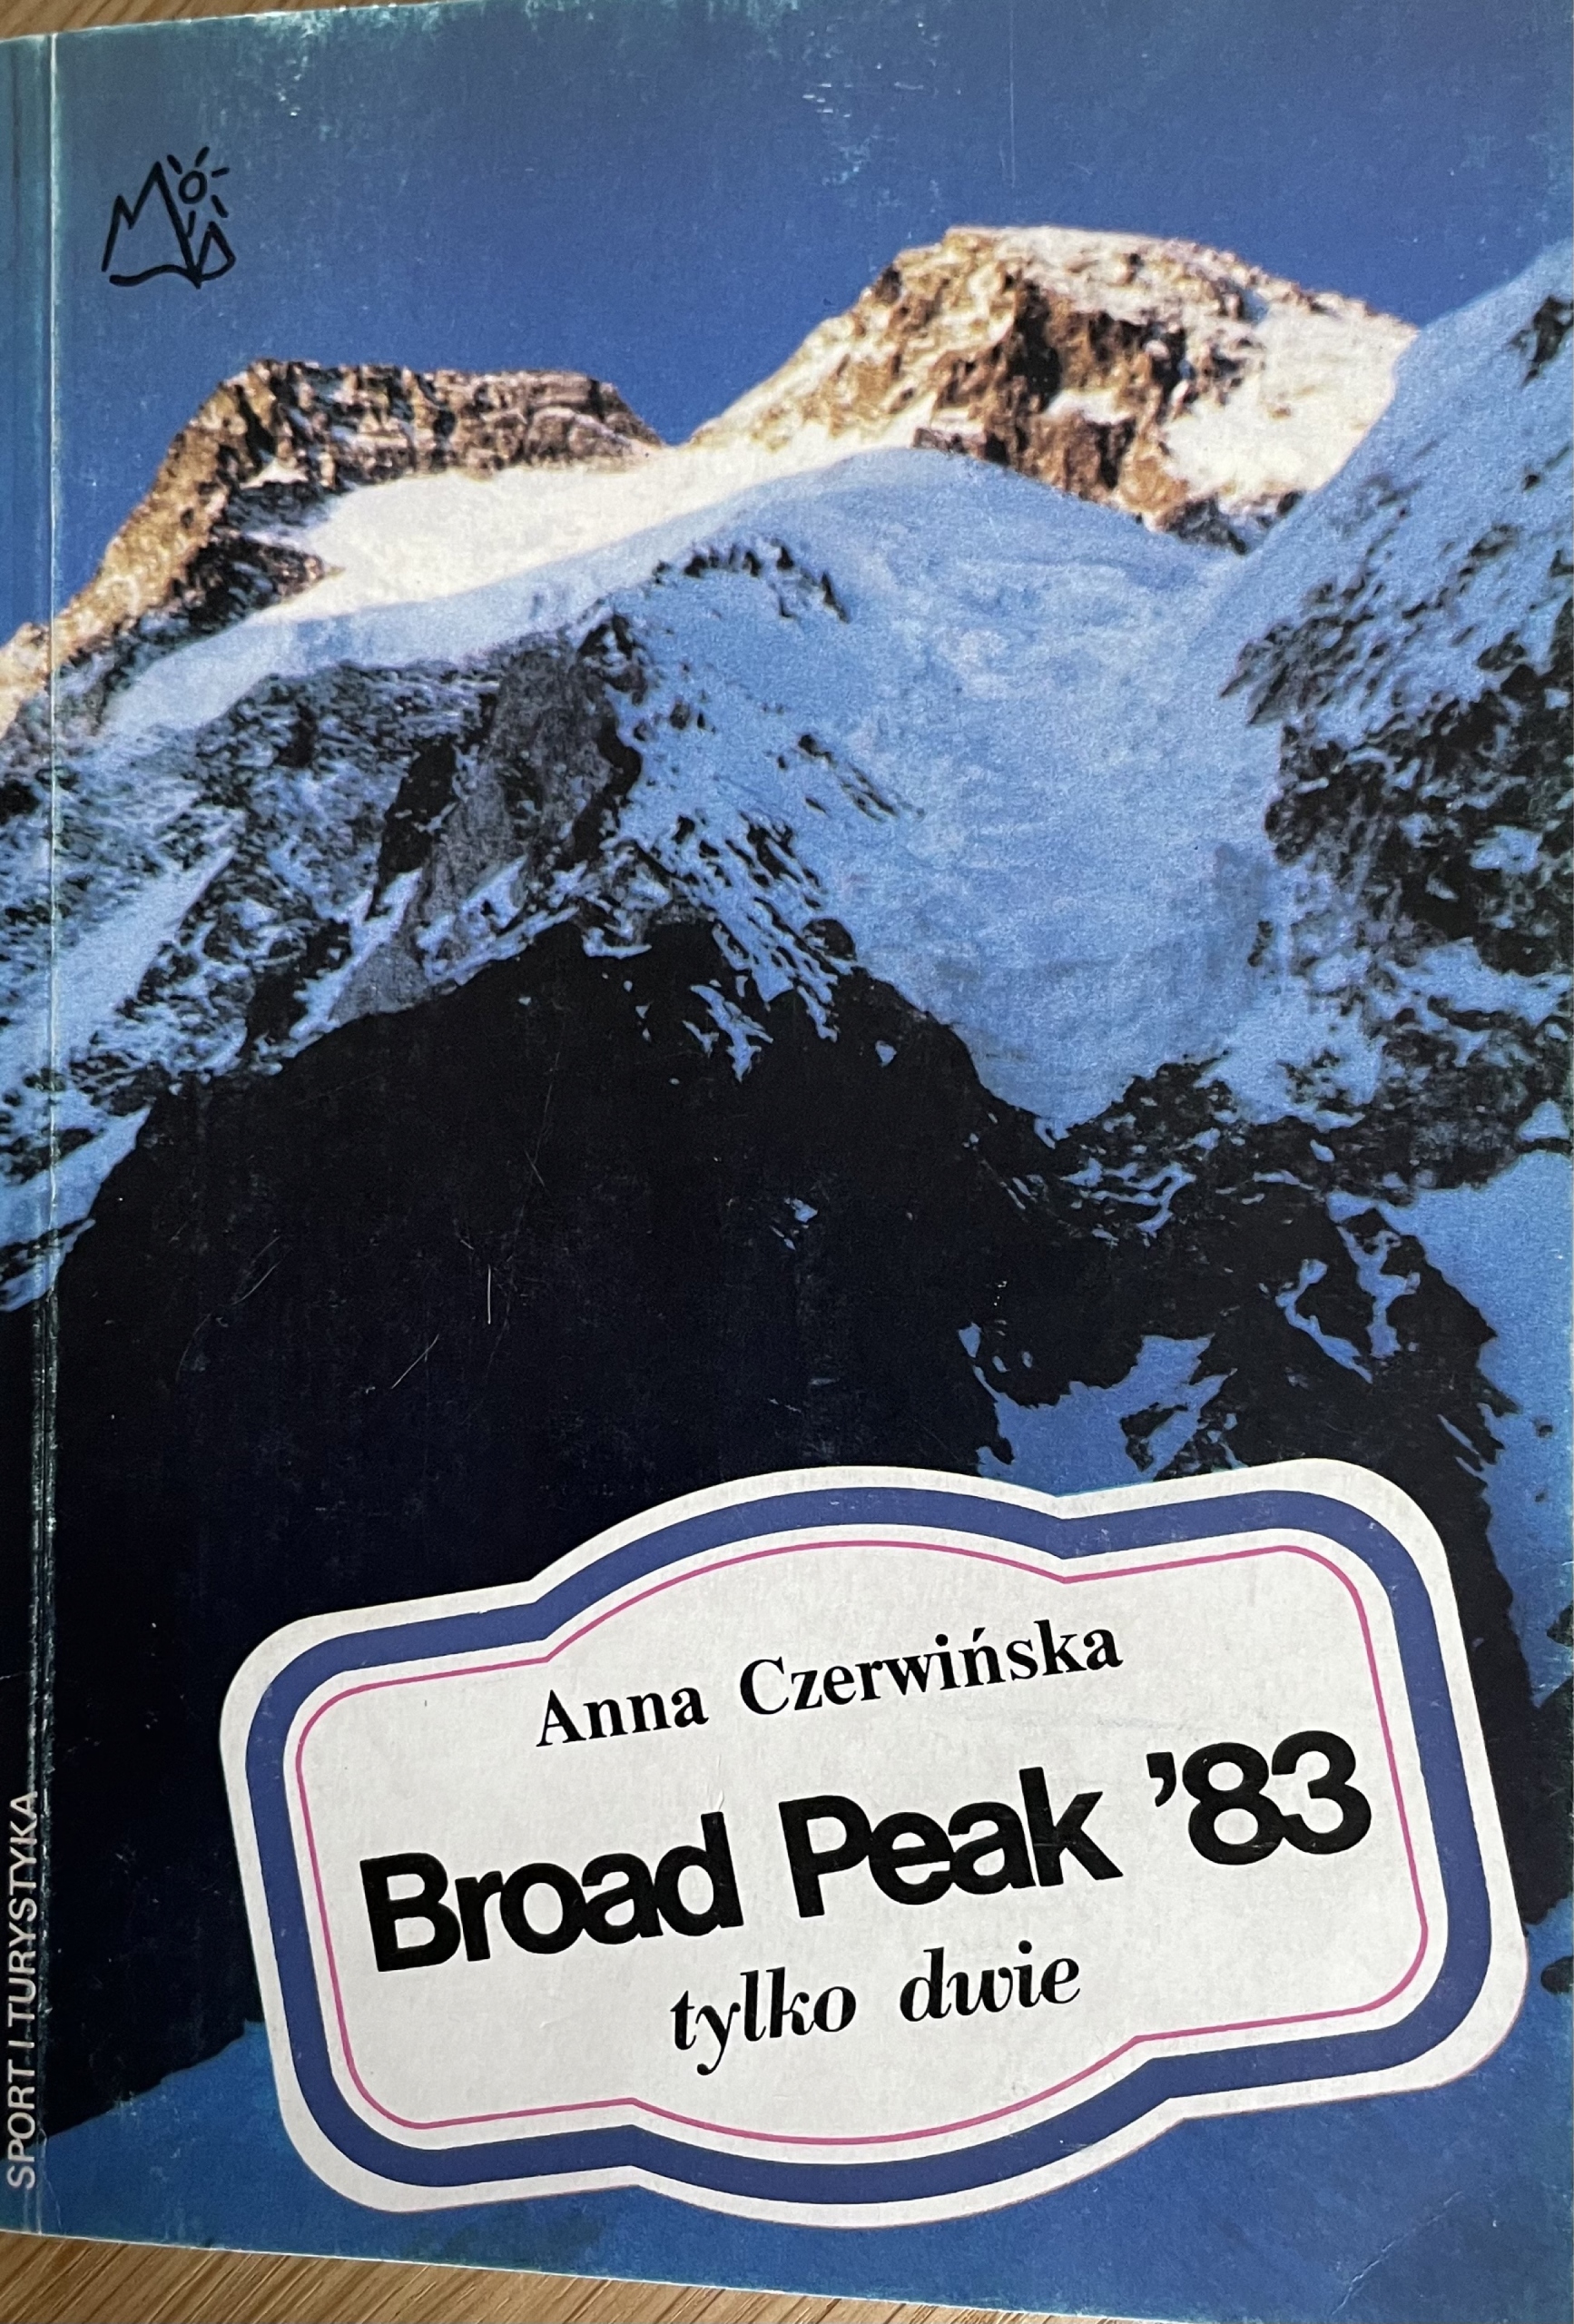 Anna Czerwińska
Broad Peak '83
tylko dwie
SPORT I TURYSTYKA